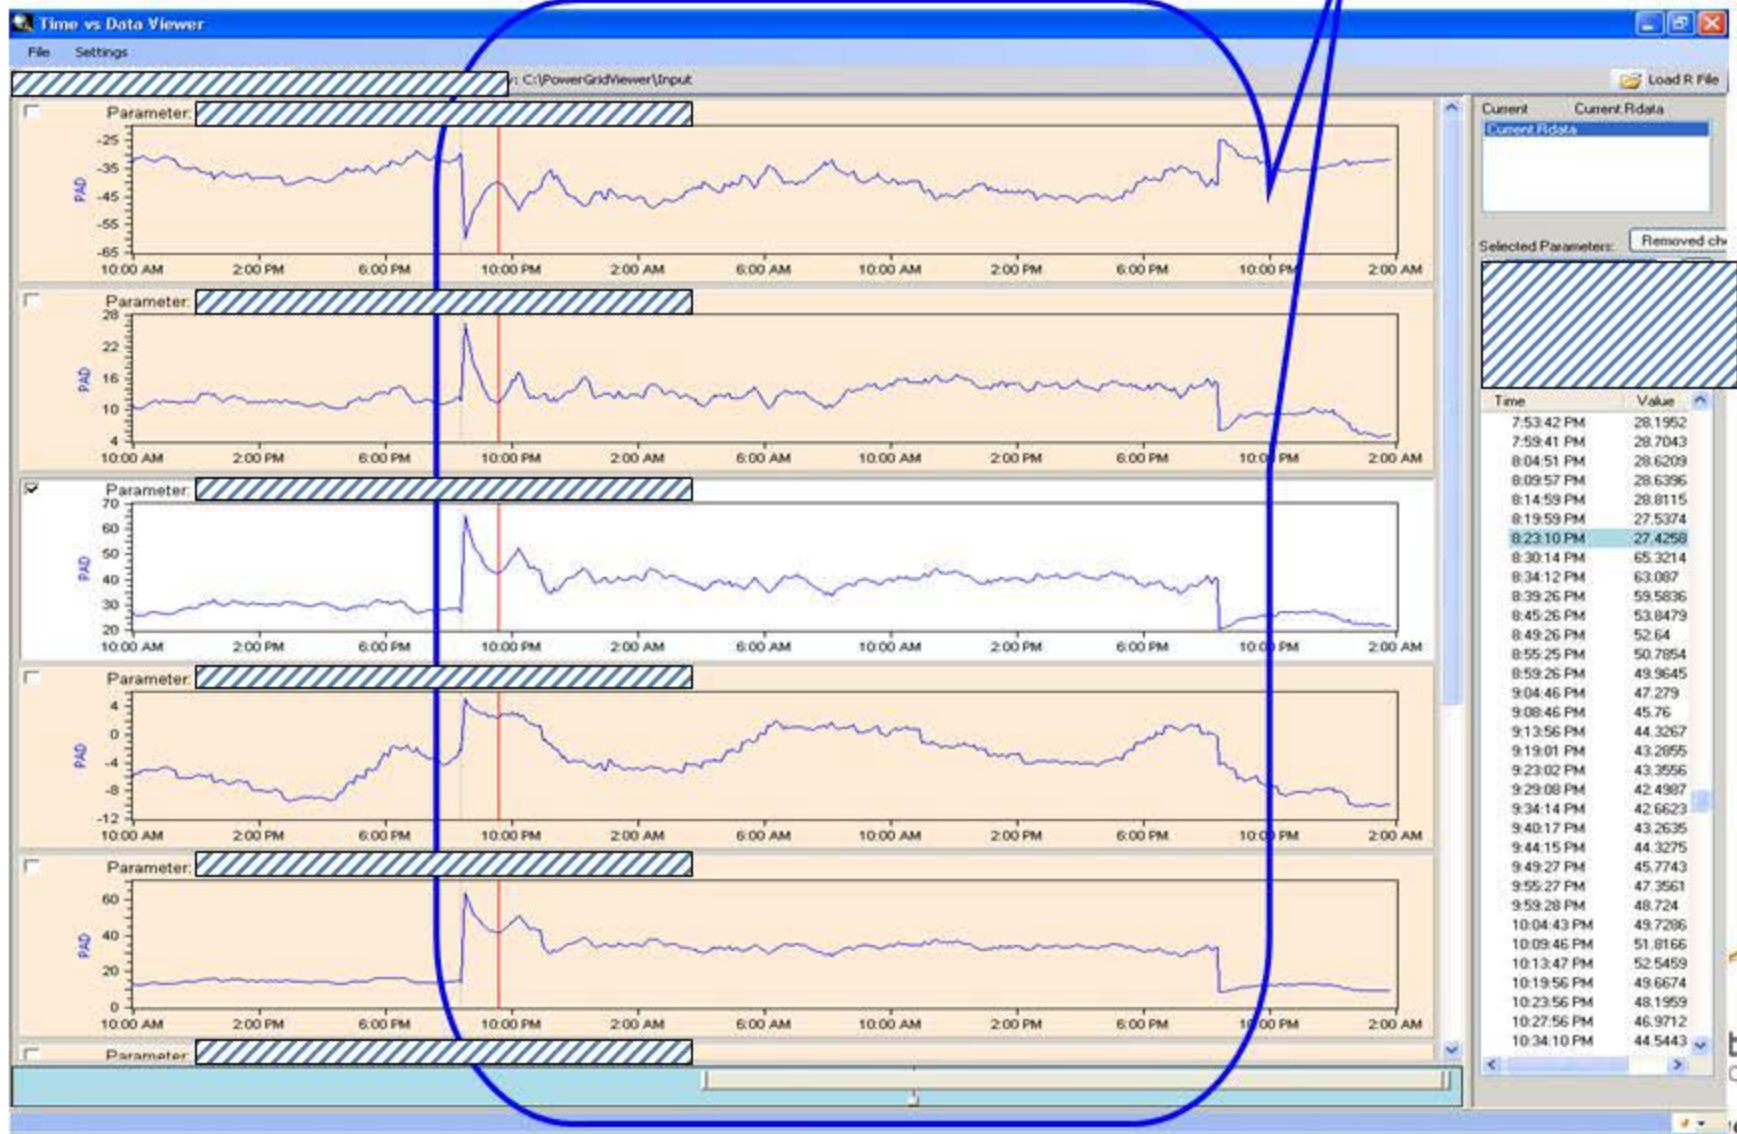 Time vs Data Viewer
File Settings
: C:\PowerGridViewer\Input
Load R File
Parameter:
-25
-35
-45
-55
-65
PAD
10:00 AM 2:00 PM 6:00 PM 10:00 PM 2:00 AM 6:00 AM 10:00 AM 2:00 PM 6:00 PM 10:00 PM 2:00 AM
Parameter:
28
22
16
10
4
PAD
10:00 AM 2:00 PM 6:00 PM 10:00 PM 2:00 AM 6:00 AM 10:00 AM 2:00 PM 6:00 PM 10:00 PM 2:00 AM
Parameter:
70
60
50
40
30
20
PAD
10:00 AM 2:00 PM 6:00 PM 10:00 PM 2:00 AM 6:00 AM 10:00 AM 2:00 PM 6:00 PM 10:00 PM 2:00 AM
Parameter:
4
0
-4
-8
-12
PAD
10:00 AM 2:00 PM 6:00 PM 10:00 PM 2:00 AM 6:00 AM 10:00 AM 2:00 PM 6:00 PM 10:00 PM 2:00 AM
Parameter:
60
40
20
0
PAD
10:00 AM 2:00 PM 6:00 PM 10:00 PM 2:00 AM 6:00 AM 10:00 AM 2:00 PM 6:00 PM 10:00 PM 2:00 AM
Parameter:
Current Current.Rdata
Current.Rdata
Selected Parameters: Removed ch
Time Value
7:53:42 PM 28.1952
7:59:41 PM 28.7043
8:04:51 PM 28.6209
8:09:57 PM 28.6396
8:14:59 PM 28.8115
8:19:59 PM 27.5374
8:23:10 PM 27.4258
8:30:14 PM 65.3214
8:34:12 PM 63.087
8:39:26 PM 59.5836
8:45:26 PM 53.8479
8:49:26 PM 52.64
8:55:25 PM 50.7854
8:59:26 PM 49.9645
9:04:46 PM 47.279
9:08:46 PM 45.76
9:13:56 PM 44.3267
9:19:01 PM 43.2855
9:23:02 PM 43.3556
9:29:08 PM 42.4987
9:34:14 PM 42.6623
9:40:17 PM 43.2635
9:44:15 PM 44.3275
9:49:27 PM 45.7743
9:55:27 PM 47.3561
9:59:28 PM 48.724
10:04:43 PM 49.7286
10:09:46 PM 51.8166
10:13:47 PM 52.5459
10:19:56 PM 49.6674
10:23:56 PM 48.1959
10:27:56 PM 46.9712
10:34:10 PM 44.5443